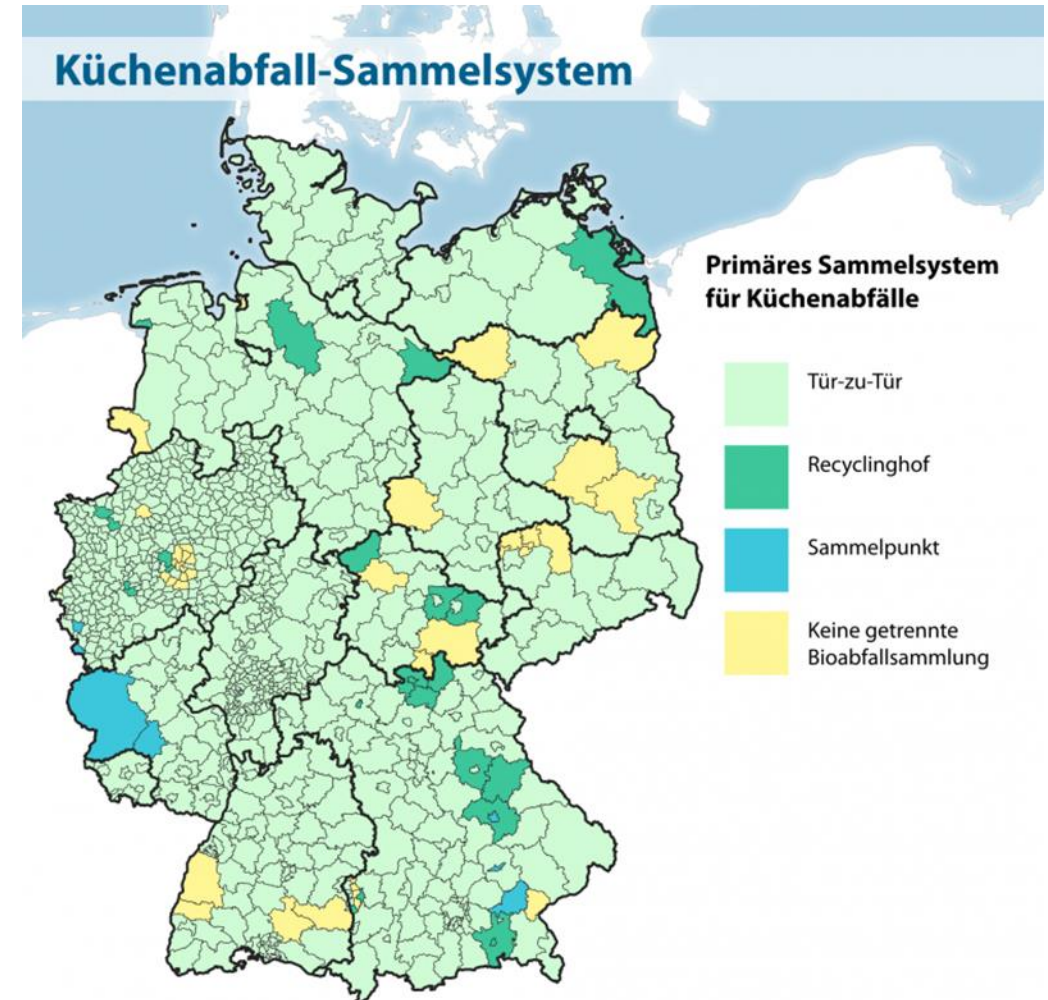 Küchenabfall-Sammelsystem
Primäres Sammelsystem
für Küchenabfälle
Tür-zu-Tür
Recyclinghof
Sammelpunkt
Keine getrennte
Bioabfallsammlung